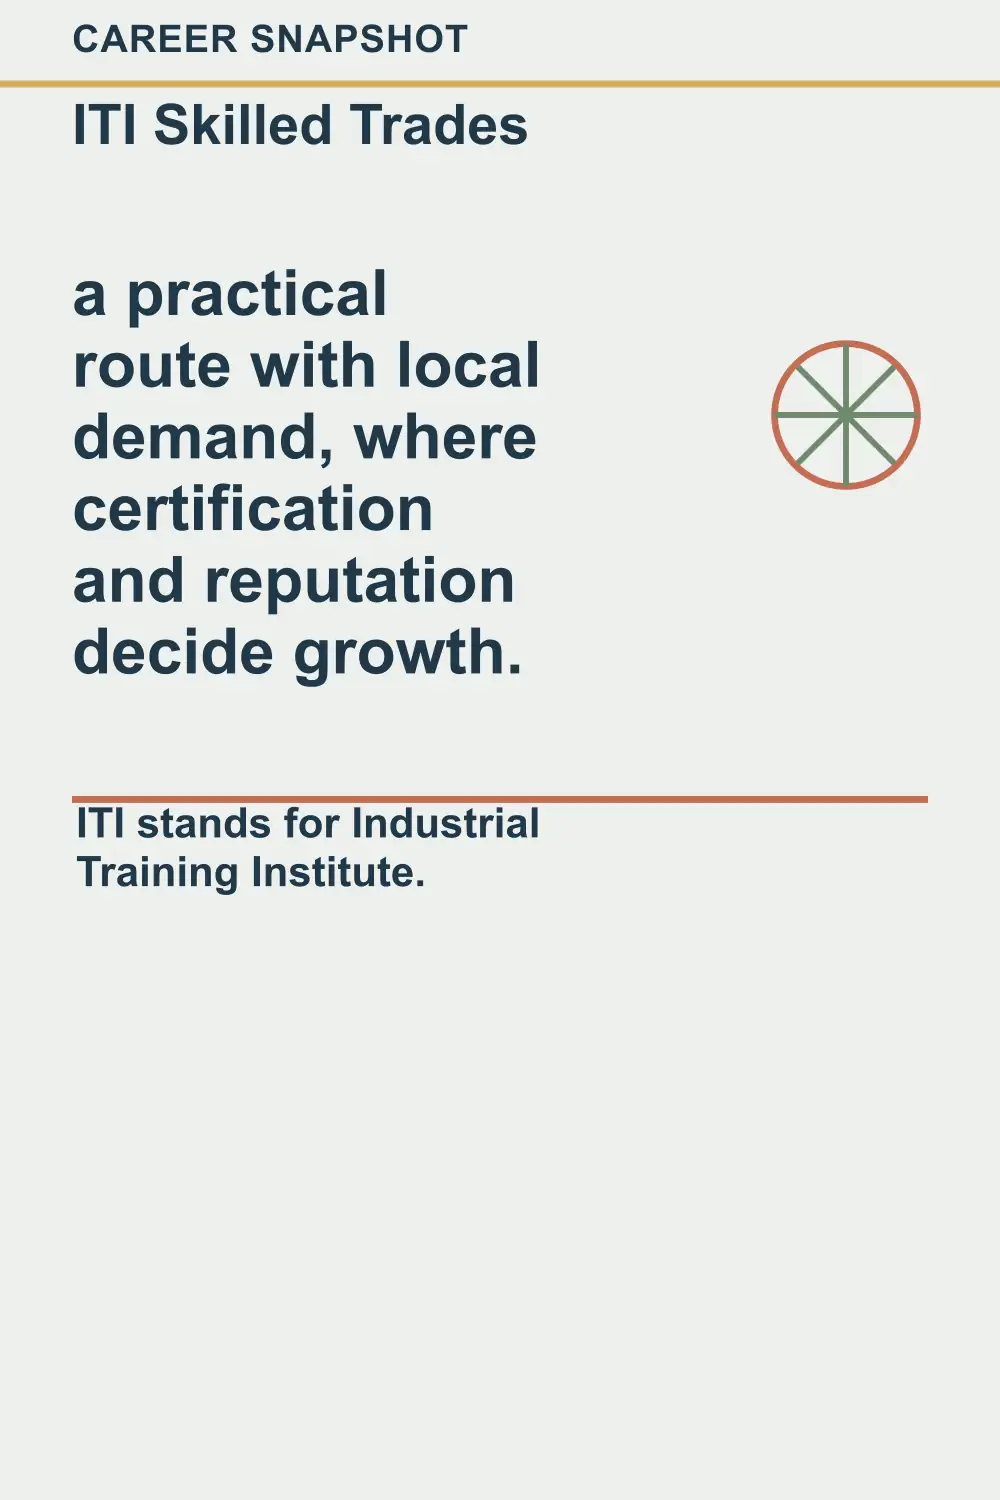 CAREER SNAPSHOT
ITI Skilled Trades
a practical
route with local
demand, where
certification
and reputation
decide growth.
ITI stands for Industrial
Training Institute.